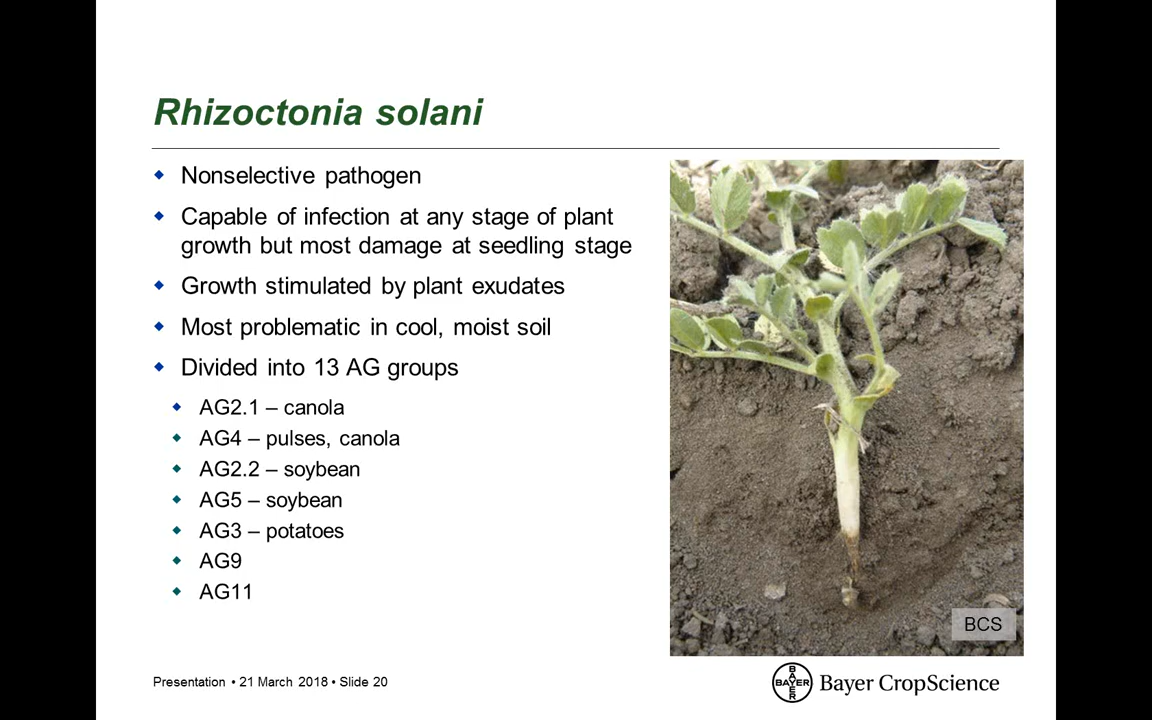 Rhizoctonia solani
Nonselective pathogen
Capable of infection at any stage of plant
growth but most damage at seedling stage
Growth stimulated by plant exudates
Most problematic in cool, moist soil
Divided into 13 AG groups
AG2.1 – canola
AG4 – pulses, canola
AG2.2 – soybean
AG5 – soybean
AG3 – potatoes
AG9
AG11
BCS
Presentation • 21 March 2018 • Slide 20
BAYER
BAYER
Bayer CropScience